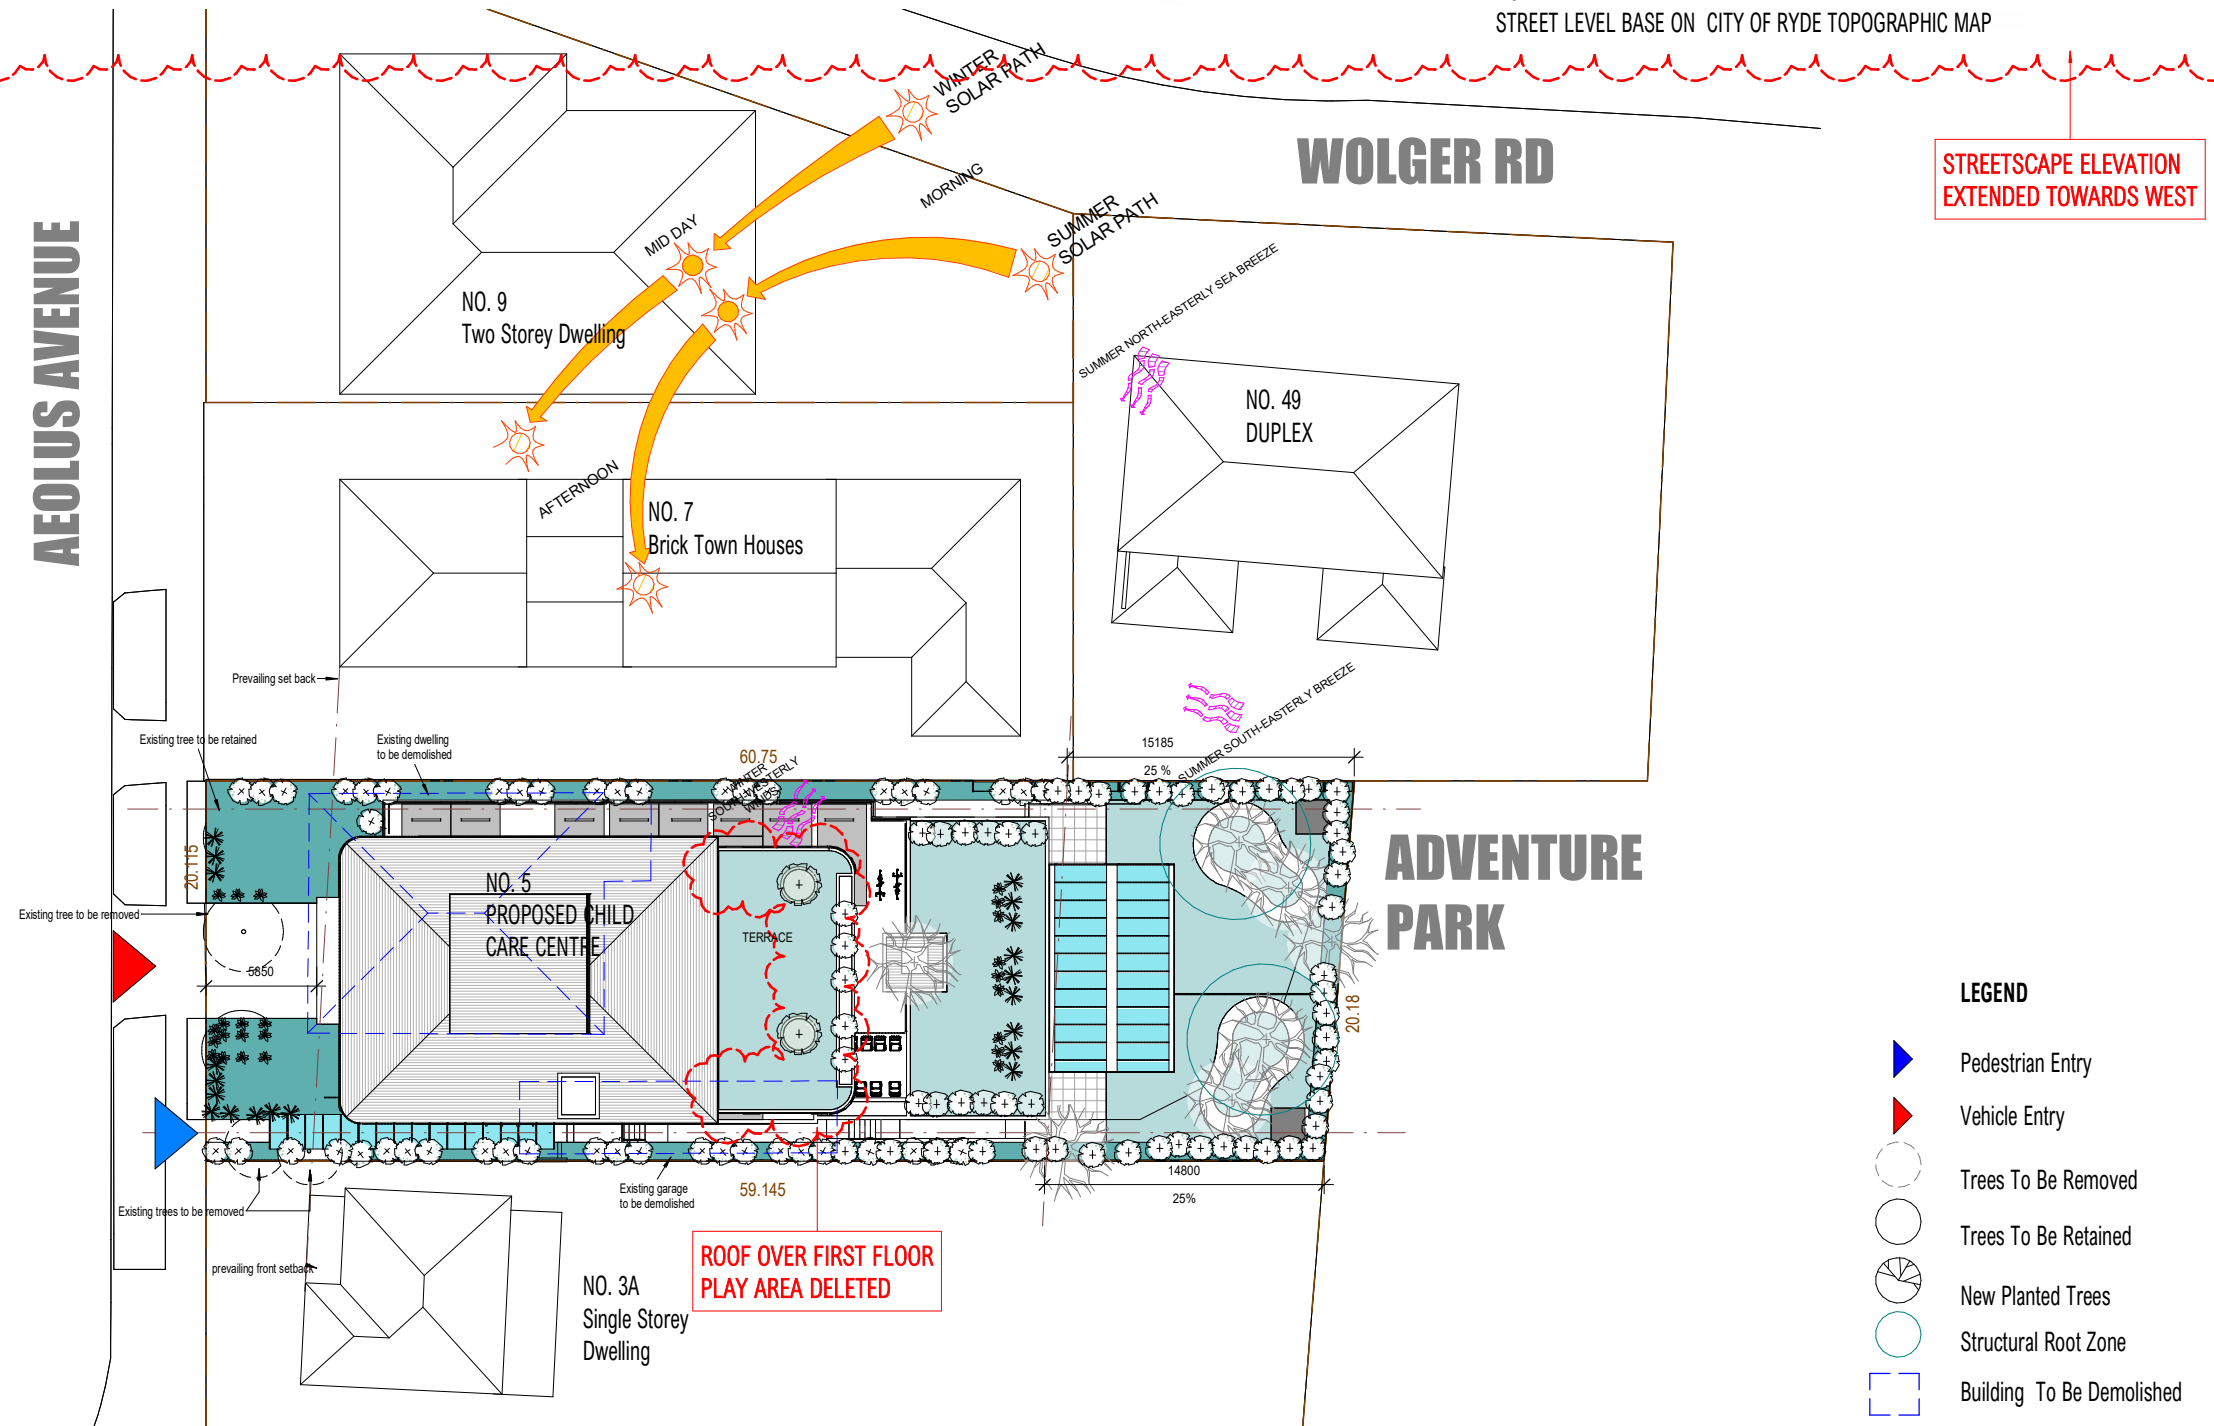 STREET LEVEL BASE ON CITY OF RYDE TOPOGRAPHIC MAP
WINTER
SOLAR PATH
WOLGER RD
STREETSCAPE ELEVATION
EXTENDED TOWARDS WEST
MORNING
SUMMER
SOLAR PATH
MID DAY
AEOLUS AVENUE
SUMMER NORTH-EASTERLY SEA BREEZE
NO. 9
Two Storey Dwelling
NO. 49
DUPLEX
AFTERNOON
NO. 7
Brick Town Houses
Prevailing set back
SUMMER SOUTH-EASTERLY BREEZE
Existing tree to be retained
Existing dwelling
to be demolished
60.75
15185
25 %
WINTER
SOUTH-WESTERLY
WINDS
20.115
ADVENTURE
PARK
NO. 5
PROPOSED CHILD
CARE CENTRE
TERRACE
Existing tree to be removed
5850
20.18
LEGEND
Pedestrian Entry
Vehicle Entry
Trees To Be Removed
Trees To Be Retained
New Planted Trees
Structural Root Zone
Building To Be Demolished
14800
25%
59.145
Existing garage
to be demolished
Existing trees to be removed
prevailing front setback
ROOF OVER FIRST FLOOR
PLAY AREA DELETED
NO. 3A
Single Storey
Dwelling